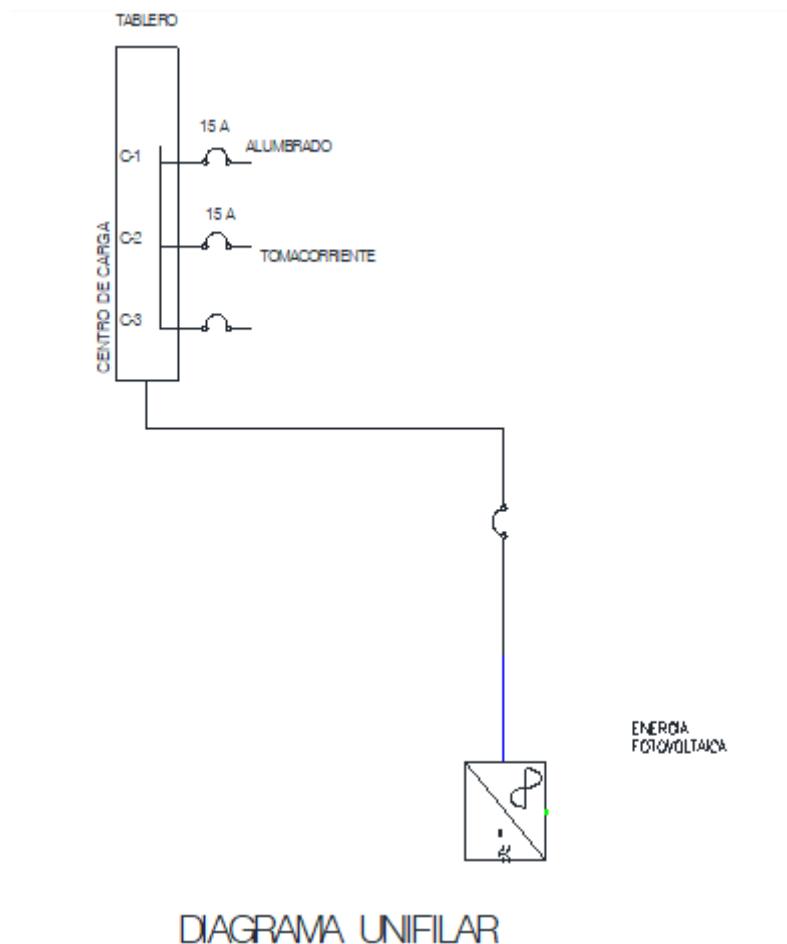 TABLERO
15 A
C-1
ALUMBRADO
15 A
C-2
TOMACORRIENTE
C-3
CENTRO DE CARGA
ENERGIA
FOTOVOLTAICA
DIAGRAMA UNIFILAR